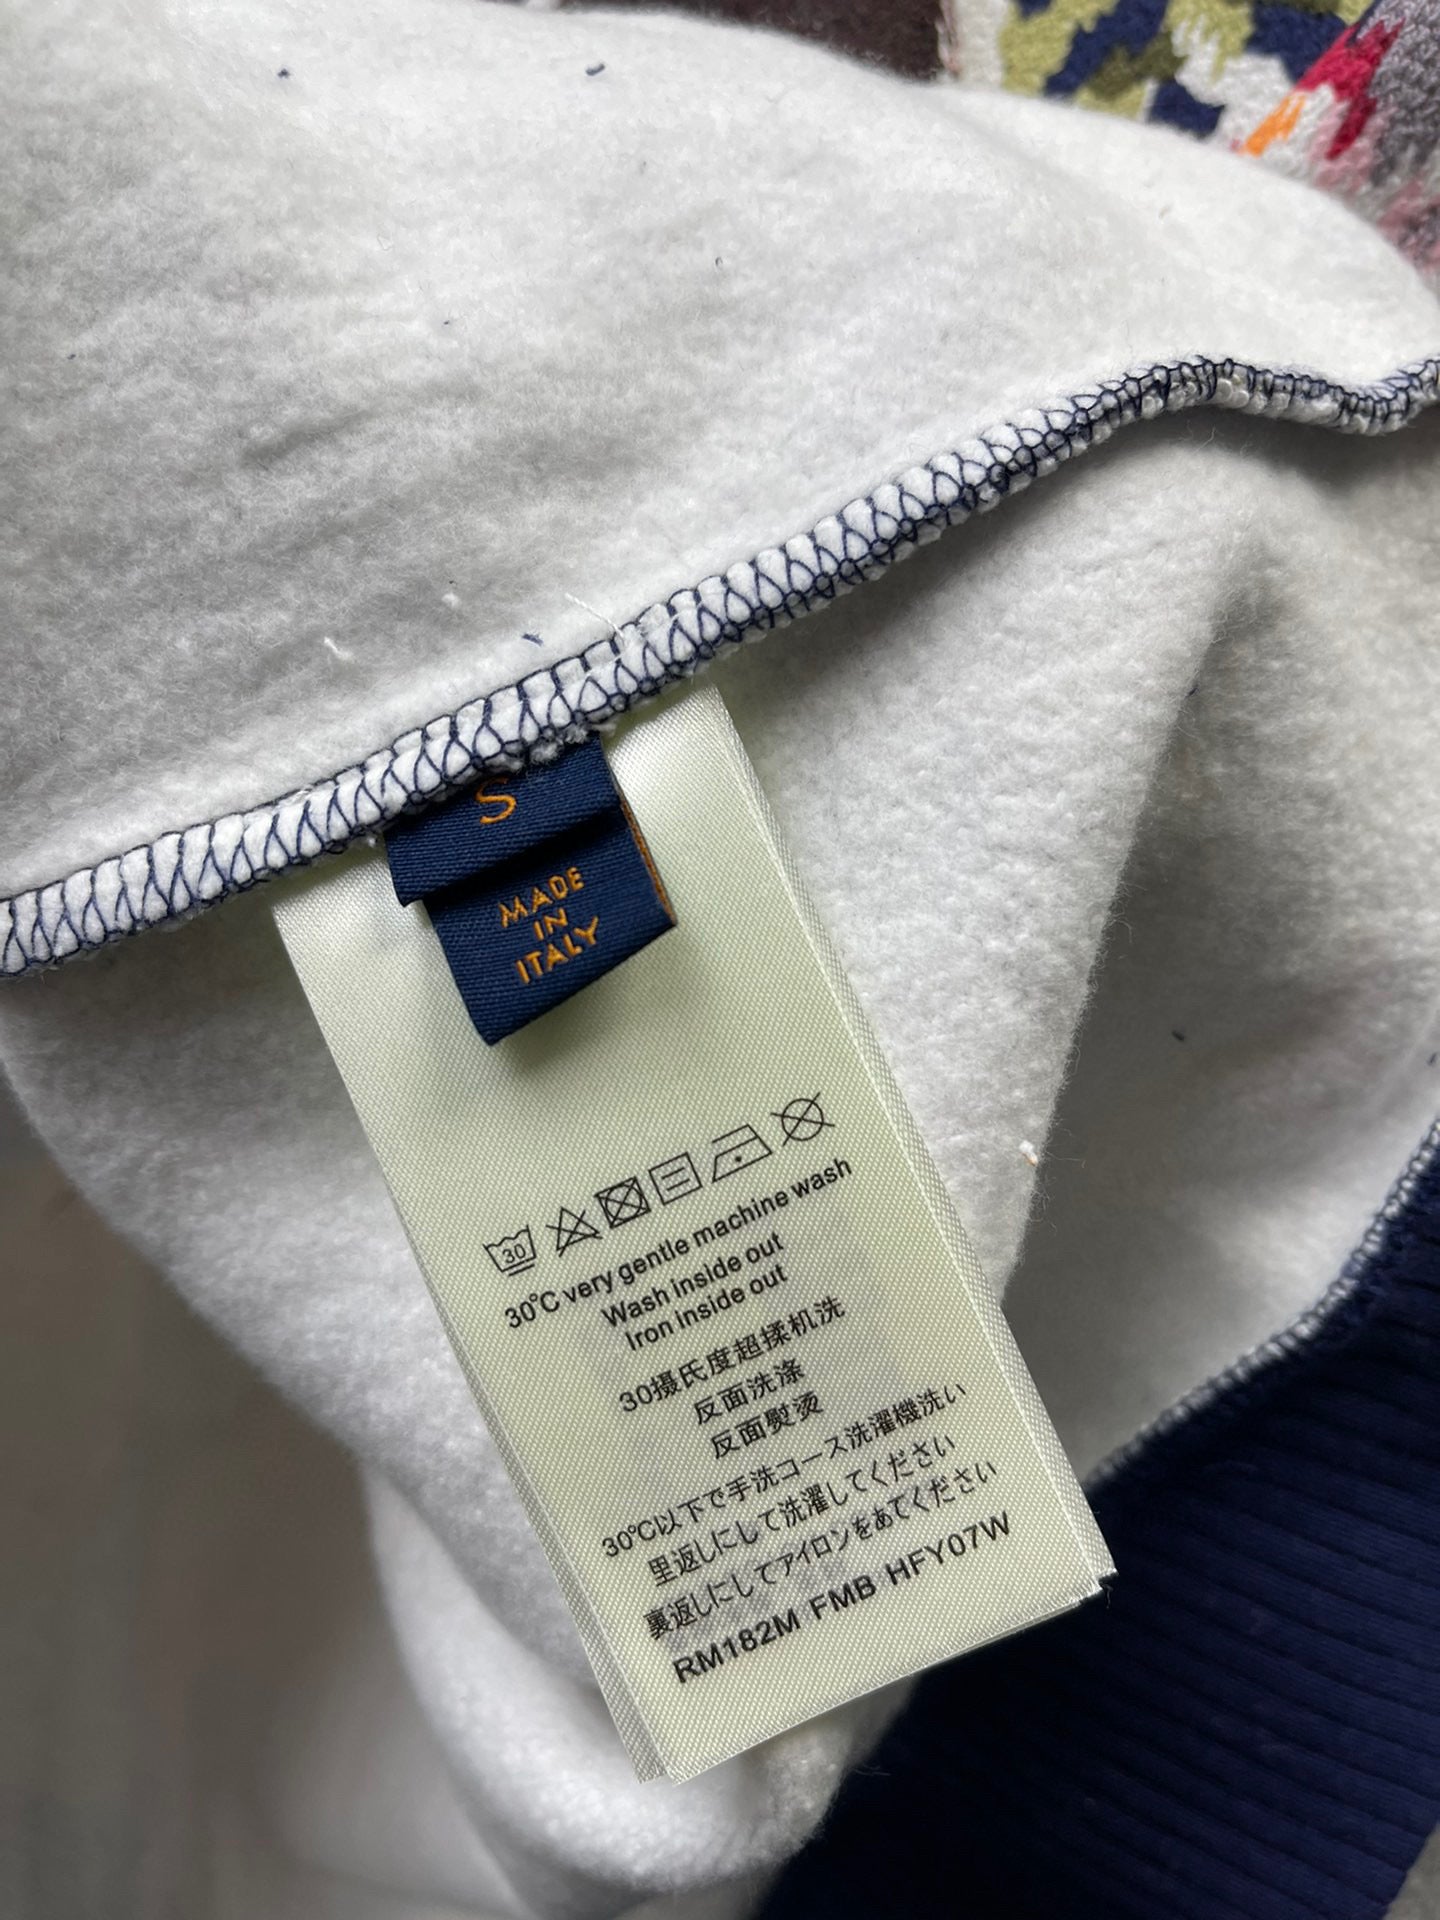 S
MADE
IN
ITALY
30
30°C very gentle machine wash
Wash inside out
Iron inside out
30摄氏度超揉机洗
反面洗涤
反面熨烫
30℃以下で手洗コース洗濯機洗い
里返しにして洗濯してください
裏返しにしてアイロンをあてください
RM182M FMB HFY07W